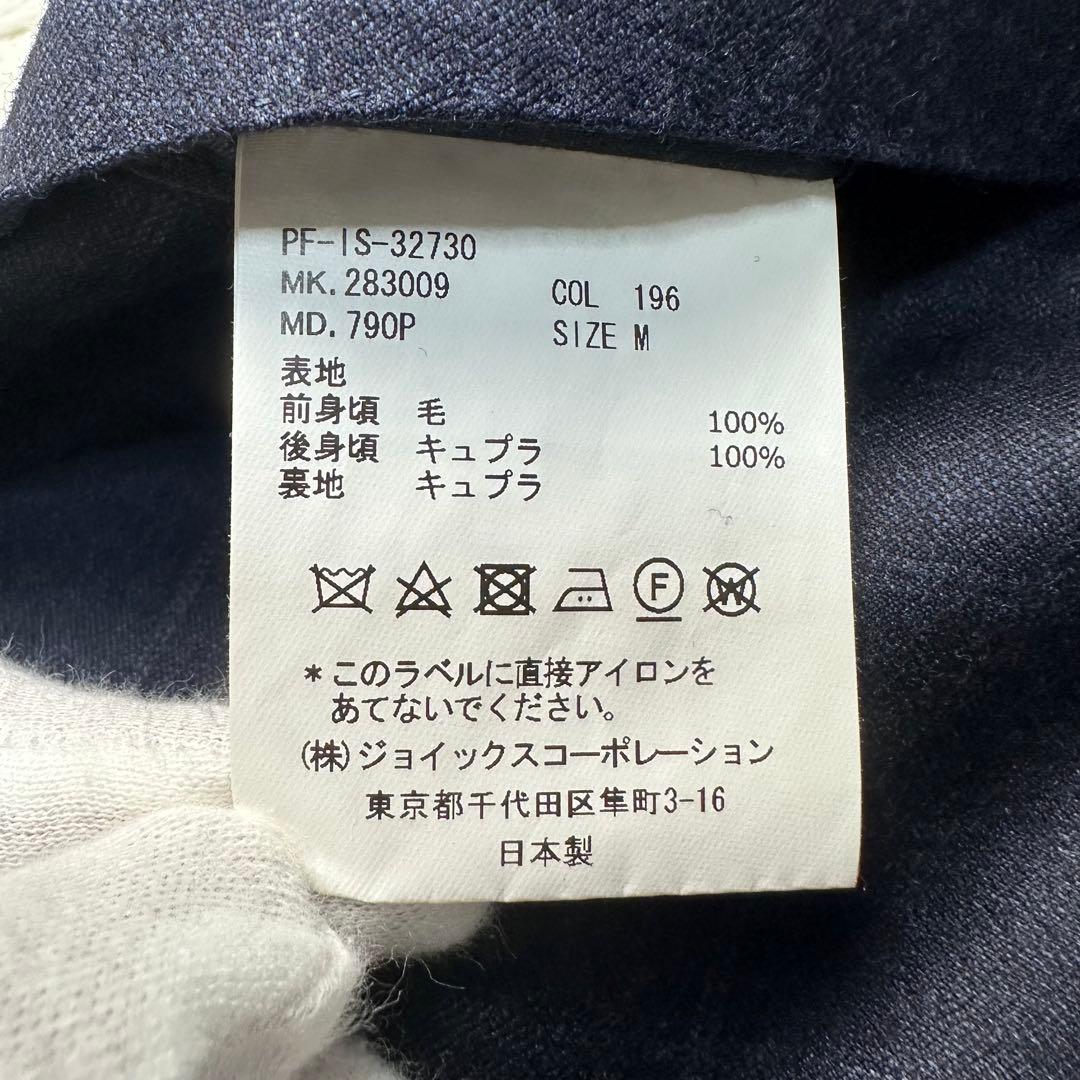 PF-IS-32730
MK.283009 COL 196
MD.790P SIZE M
表地
前身頃 毛 100%
後身頃 キュプラ 100%
裏地 キュプラ
F
W
*このラベルに直接アイロンを
あてないでください。
(株)ジョイックスコーポレーション
東京都千代田区隼町3-16
日本製